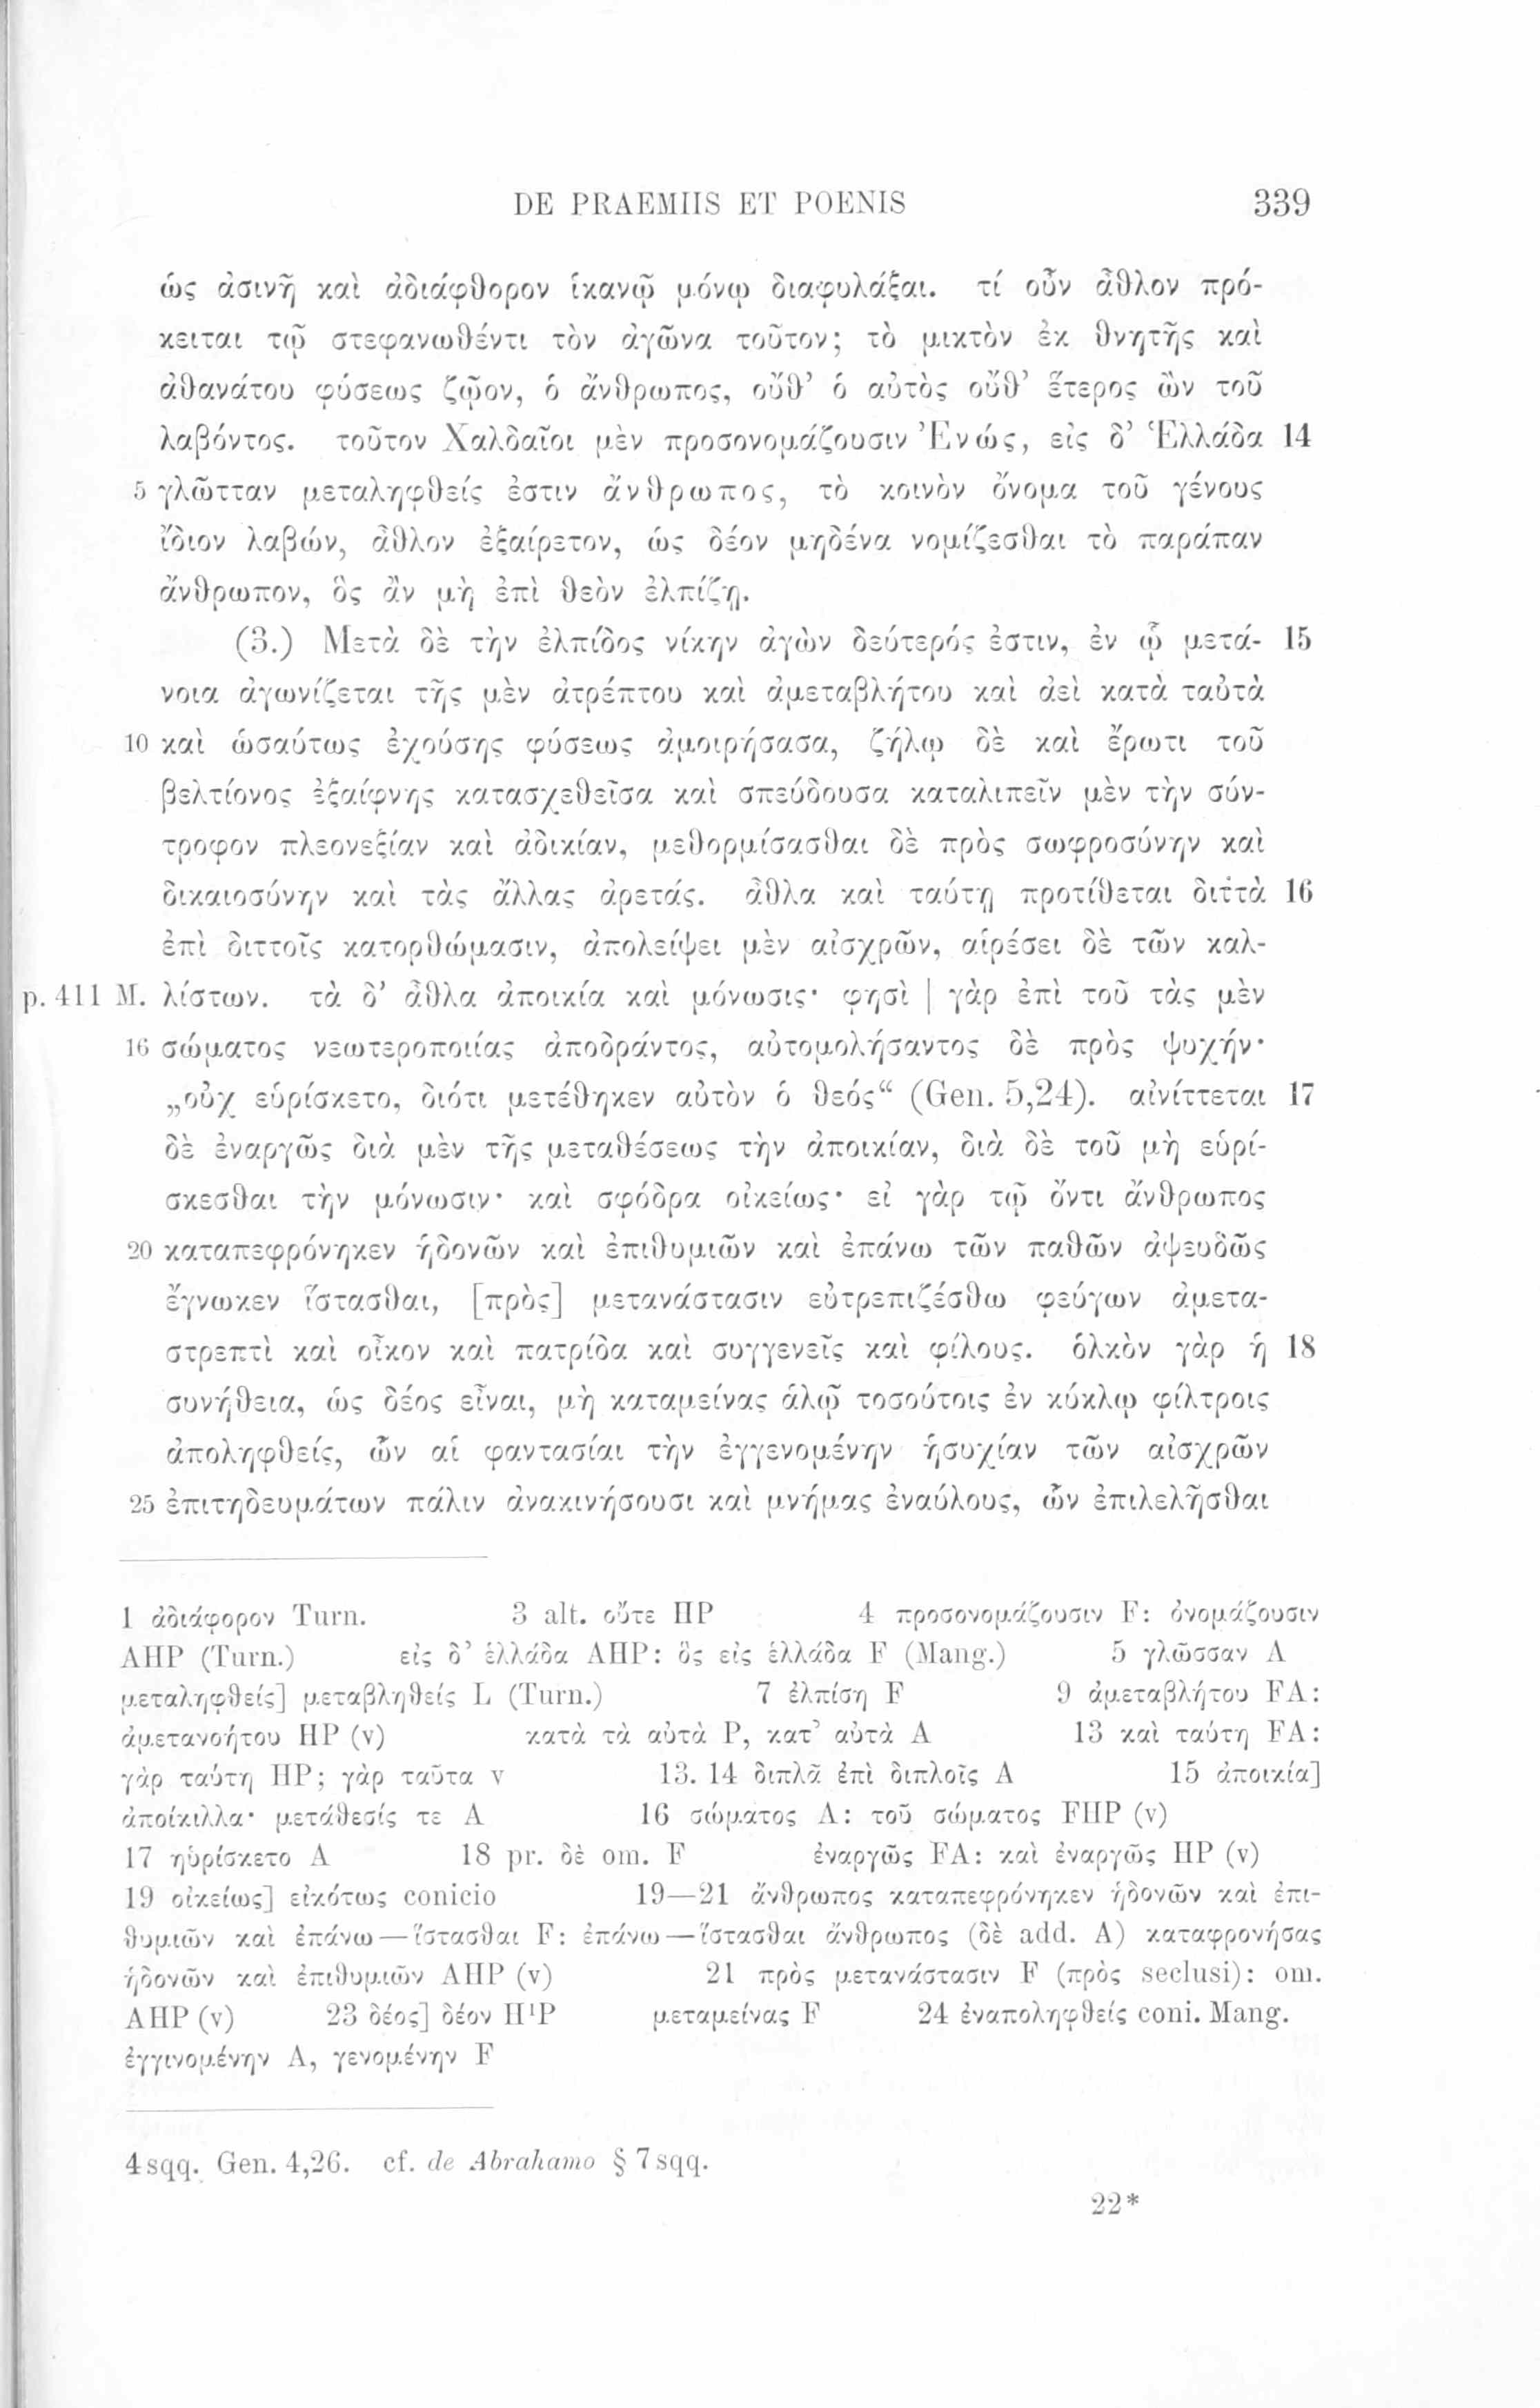 DE PRAEMIIS ET POENIS 339
ὡς ἀσινῆ καὶ ἀδιάφθορον ἱκανῷ μόνῳ διαφυλάξαι. τί οὖν ἆθλον πρό-
κειται τῷ στεφανωθέντι τὸν ἀγῶνα τοῦτον; τὸ μικτὸν ἐκ θνητῆς καὶ
ἀθανάτου φύσεως ζῷον, ὁ ἄνθρωπος, οὔθ’ ὁ αὐτὸς οὔθ’ ἕτερος ὢν τοῦ
λαβόντος. τοῦτον Χαλδαῖοι μὲν προσονομάζουσιν Ἐνώς, εἰς δ’ Ἑλλάδα 14
5 γλῶτταν μεταληφθείς ἐστιν ἄνθρωπος, τὸ κοινὸν ὄνομα τοῦ γένους
ἴδιον λαβών, ἆθλον ἐξαίρετον, ὡς δέον μηδένα νομίζεσθαι τὸ παράπαν
ἄνθρωπον, ὃς ἂν μὴ ἐπὶ θεὸν ἐλπίζῃ.
(3.) Μετὰ δὲ τὴν ἐλπίδος νίκην ἀγὼν δεύτερός ἐστιν, ἐν ᾧ μετά- 15
νοια ἀγωνίζεται τῆς μὲν ἀτρέπτου καὶ ἀμεταβλήτου καὶ ἀεὶ κατὰ ταὐτὰ
10 καὶ ὡσαύτως ἐχούσης φύσεως ἀμοιρήσασα, ζήλῳ δὲ καὶ ἔρωτι τοῦ
βελτίονος ἐξαίφνης κατασχεθεῖσα καὶ σπεύδουσα καταλιπεῖν μὲν τὴν σύν-
τροφον πλεονεξίαν καὶ ἀδικίαν, μεθορμίσασθαι δὲ πρὸς σωφροσύνην καὶ
δικαιοσύνην καὶ τὰς ἄλλας ἀρετάς. ἆθλα καὶ ταύτῃ προτίθεται διττὰ 16
ἐπὶ διττοῖς κατορθώμασιν, ἀπολείψει μὲν αἰσχρῶν, αἱρέσει δὲ τῶν καλ-
p. 411 M. λίστων. τὰ δ’ ἆθλα ἀποικία καὶ μόνωσις· φησὶ | γὰρ ἐπὶ τοῦ τὰς μὲν
16 σώματος νεωτεροποιίας ἀποδράντος, αὐτομολήσαντος δὲ πρὸς ψυχήν·
„οὐχ εὑρίσκετο, διότι μετέθηκεν αὐτὸν ὁ θεός“ (Gen. 5,24). αἰνίττεται 17
δὲ ἐναργῶς διὰ μὲν τῆς μεταθέσεως τὴν ἀποικίαν, διὰ δὲ τοῦ μὴ εὑρί-
σκεσθαι τὴν μόνωσιν· καὶ σφόδρα οἰκείως· εἰ γὰρ τῷ ὄντι ἄνθρωπος
20 καταπεφρόνηκεν ἡδονῶν καὶ ἐπιθυμιῶν καὶ ἐπάνω τῶν παθῶν ἀψευδῶς
ἔγνωκεν ἵστασθαι, [πρὸς] μετανάστασιν εὐτρεπιζέσθω φεύγων ἀμετα-
στρεπτὶ καὶ οἶκον καὶ πατρίδα καὶ συγγενεῖς καὶ φίλους. ὁλκὸν γὰρ ἡ 18
συνήθεια, ὡς δέος εἶναι, μὴ καταμείνας ἁλῷ τοσούτοις ἐν κύκλῳ φίλτροις
ἀποληφθείς, ὧν αἱ φαντασίαι τὴν ἐγγενομένην ἡσυχίαν τῶν αἰσχρῶν
25 ἐπιτηδευμάτων πάλιν ἀνακινήσουσι καὶ μνήμας ἐναύλους, ὧν ἐπιλελῆσθαι
1 ἀδιάφορον Turn. 3 alt. οὔτε HP 4 προσονομάζουσιν F: ὀνομάζουσιν
AHP (Turn.) εἰς δ’ ἑλλάδα AHP: ὃς εἰς ἑλλάδα F (Mang.) 5 γλῶσσαν A
μεταληφθείς] μεταβληθείς L (Turn.) 7 ἐλπίσῃ F 9 ἀμεταβλήτου FA:
ἀμετανοήτου HP (v) κατὰ τὰ αὐτὰ P, κατ’ αὐτὰ A 13 καὶ ταύτη FA:
γὰρ ταύτη HP; γὰρ ταῦτα v 13. 14 διπλᾶ ἐπὶ διπλοῖς A 15 ἀποικία]
ἀποίκιλλα· μετάθεσίς τε A 16 σώματος A: τοῦ σώματος FHP (v)
17 ηὑρίσκετο A 18 pr. δὲ om. F ἐναργῶς FA: καὶ ἐναργῶς HP (v)
19 οἰκείως] εἰκότως conicio 19—21 ἄνθρωπος καταπεφρόνηκεν ἡδονῶν καὶ ἐπι-
θυμιῶν καὶ ἐπάνω — ἵστασθαι F: ἐπάνω — ἵστασθαι ἄνθρωπος (δὲ add. A) καταφρονήσας
ἡδονῶν καὶ ἐπιθυμιῶν AHP (v) 21 πρὸς μετανάστασιν F (πρὸς seclusi): om.
AHP (v) 23 δέος] δέον H¹P μεταμείνας F 24 ἐναποληφθείς coni. Mang.
ἐγγινομένην A, γενομένην F
4 sqq. Gen. 4,26. cf. de Abrahamo § 7 sqq.
22*